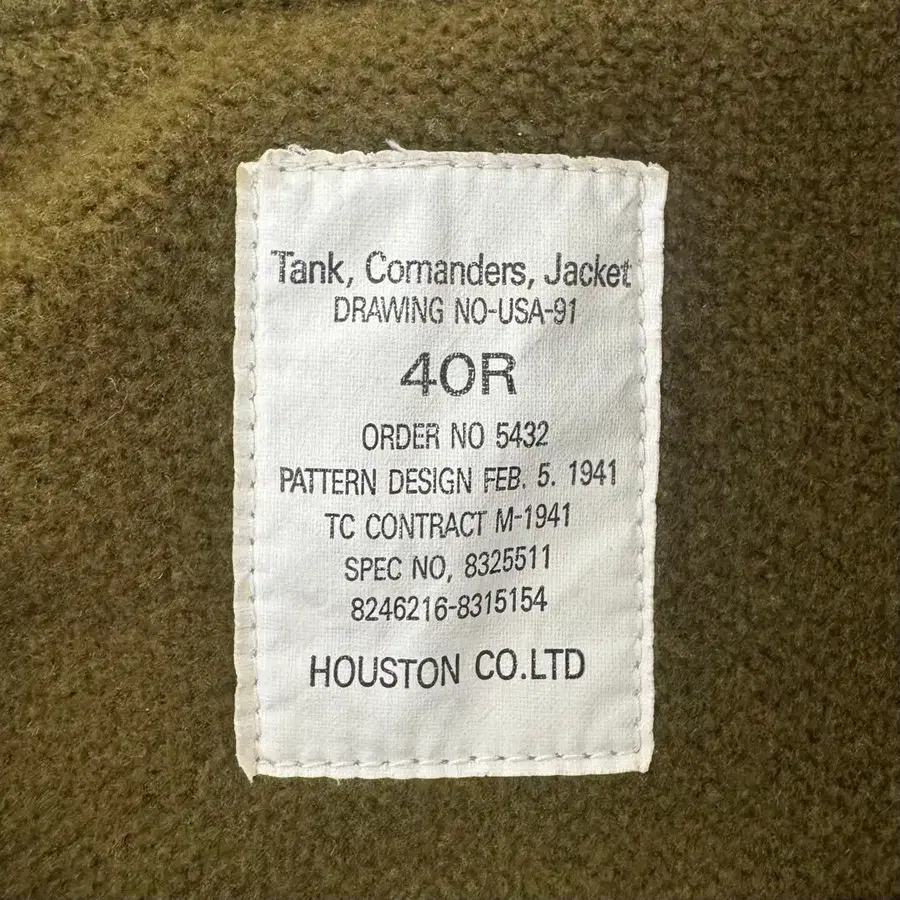 Tank, Comanders, Jacket
DRAWING NO-USA-91
40R
ORDER NO 5432
PATTERN DESIGN FEB. 5. 1941
TC CONTRACT M-1941
SPEC NO, 8325511
8246216-8315154
HOUSTON CO.LTD